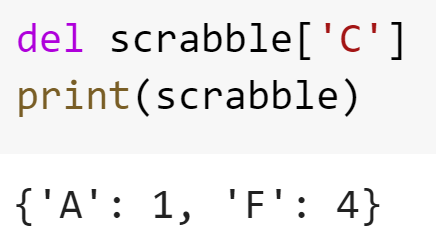 del scrabble['C']
print(scrabble)
{'A': 1, 'F': 4}